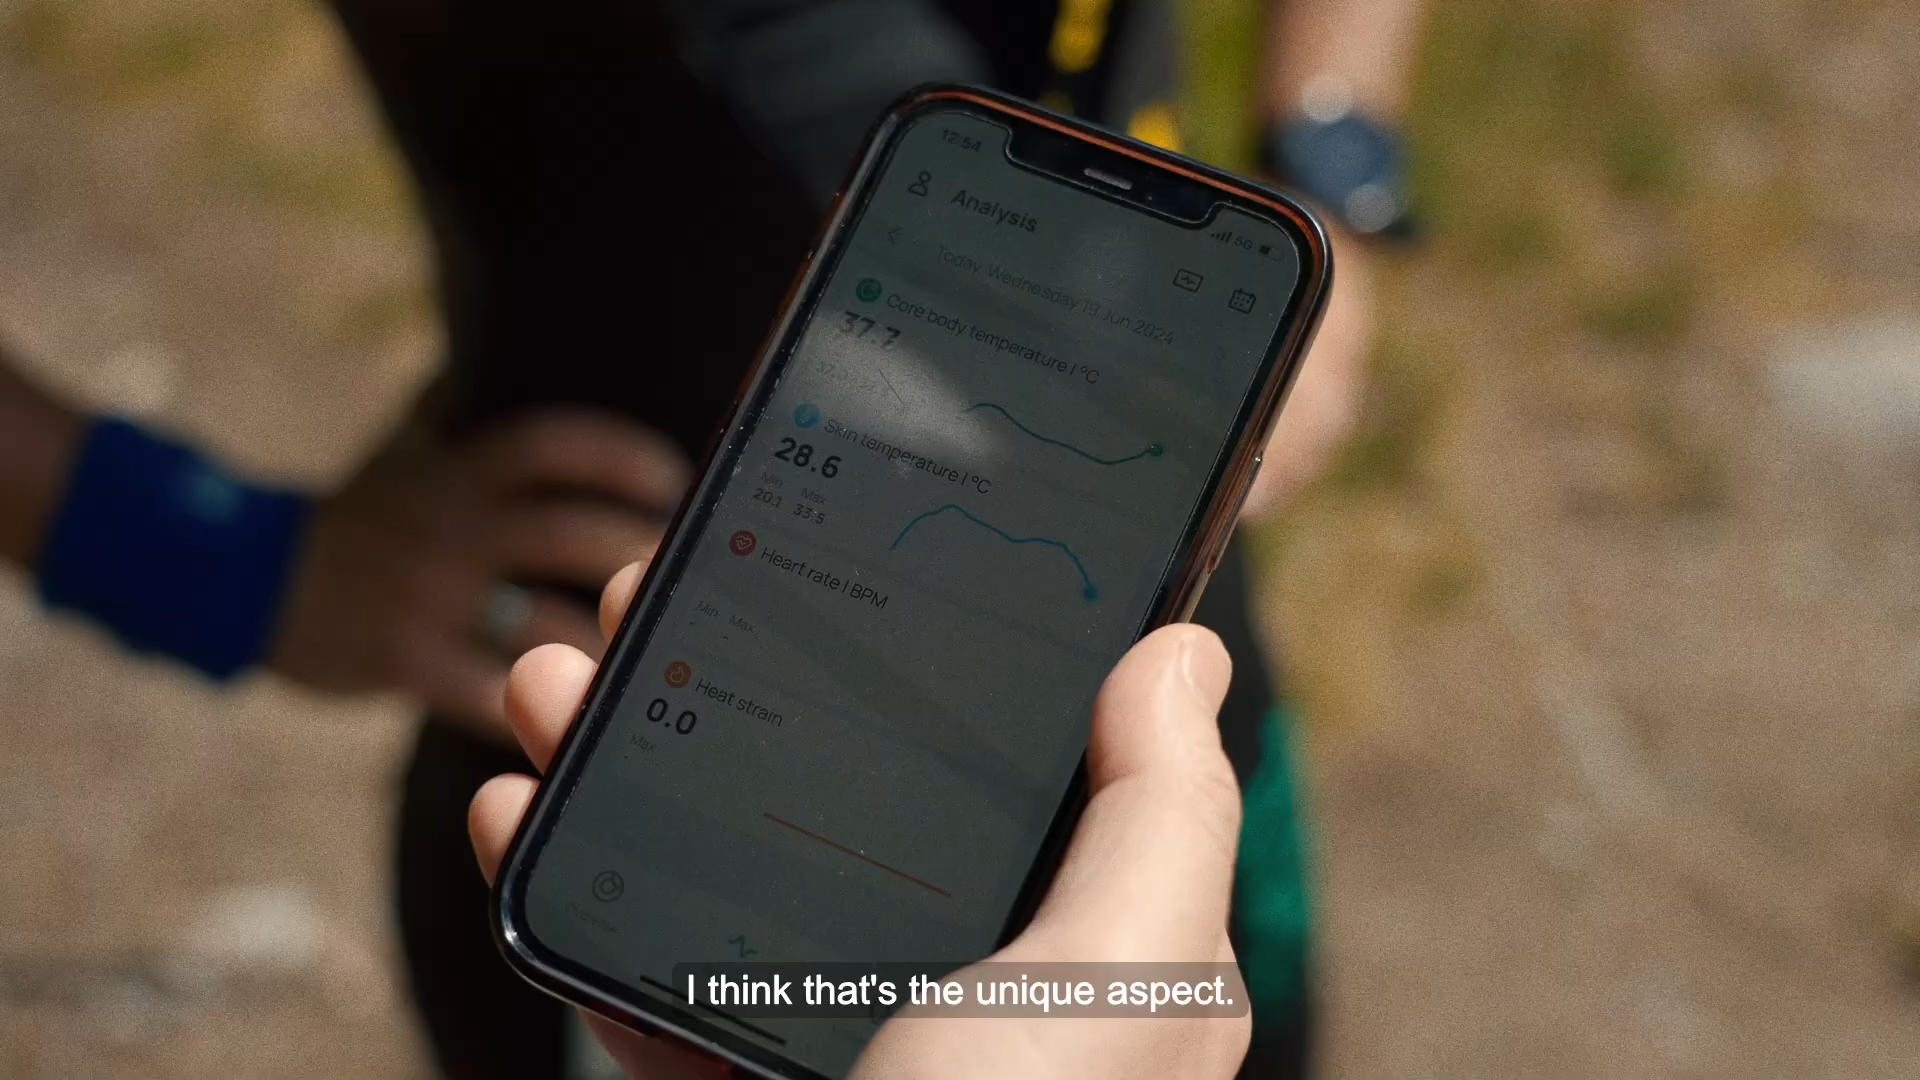 12:54
5G
Analysis
Today, Wednesday 19 Jun 2024
Core body temperature | °C
37.7
Skin temperature | °C
28.6
Min Max
20.1 33.5
Heart rate | BPM
Min Max
Heat strain
0.0
Max
I think that's the unique aspect.